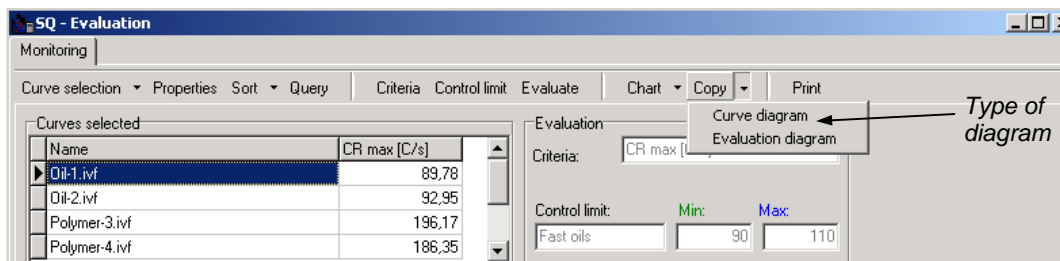 SQ - Evaluation
Monitoring
Curve selection Properties Sort Query Criteria Control limit Evaluate Chart Copy Print
Curve diagram
Evaluation diagram
Type of
diagram
Curves selected
Name CR max [C/s]
Oil-1.ivf 89,78
Oil-2.ivf 92,95
Polymer-3.ivf 196,17
Polymer-4.ivf 186,35
Evaluation
Criteria: CR max [
Control limit: Min: Max:
Fast oils 90 110